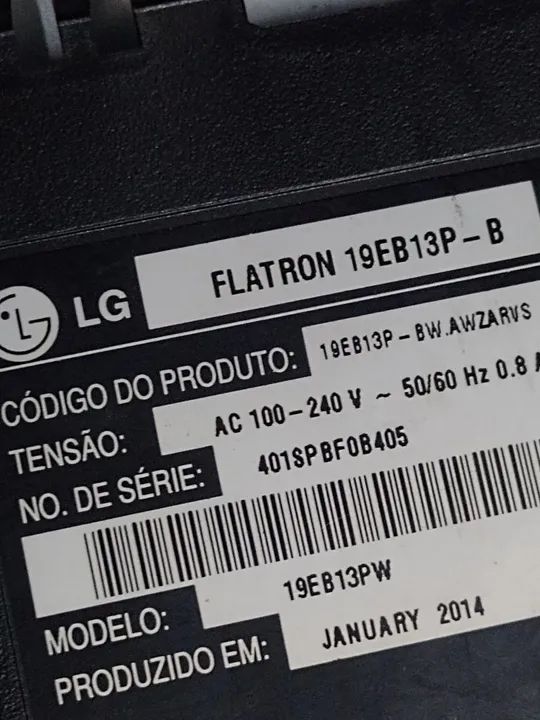 LG FLATRON 19EB13P-B
CÓDIGO DO PRODUTO: 19EB13P-BW.AWZARVS
TENSÃO: AC 100-240 V ~ 50/60 Hz 0.8 A
NO. DE SÉRIE: 401SPBF0B405
MODELO: 19EB13PW
PRODUZIDO EM: JANUARY 2014